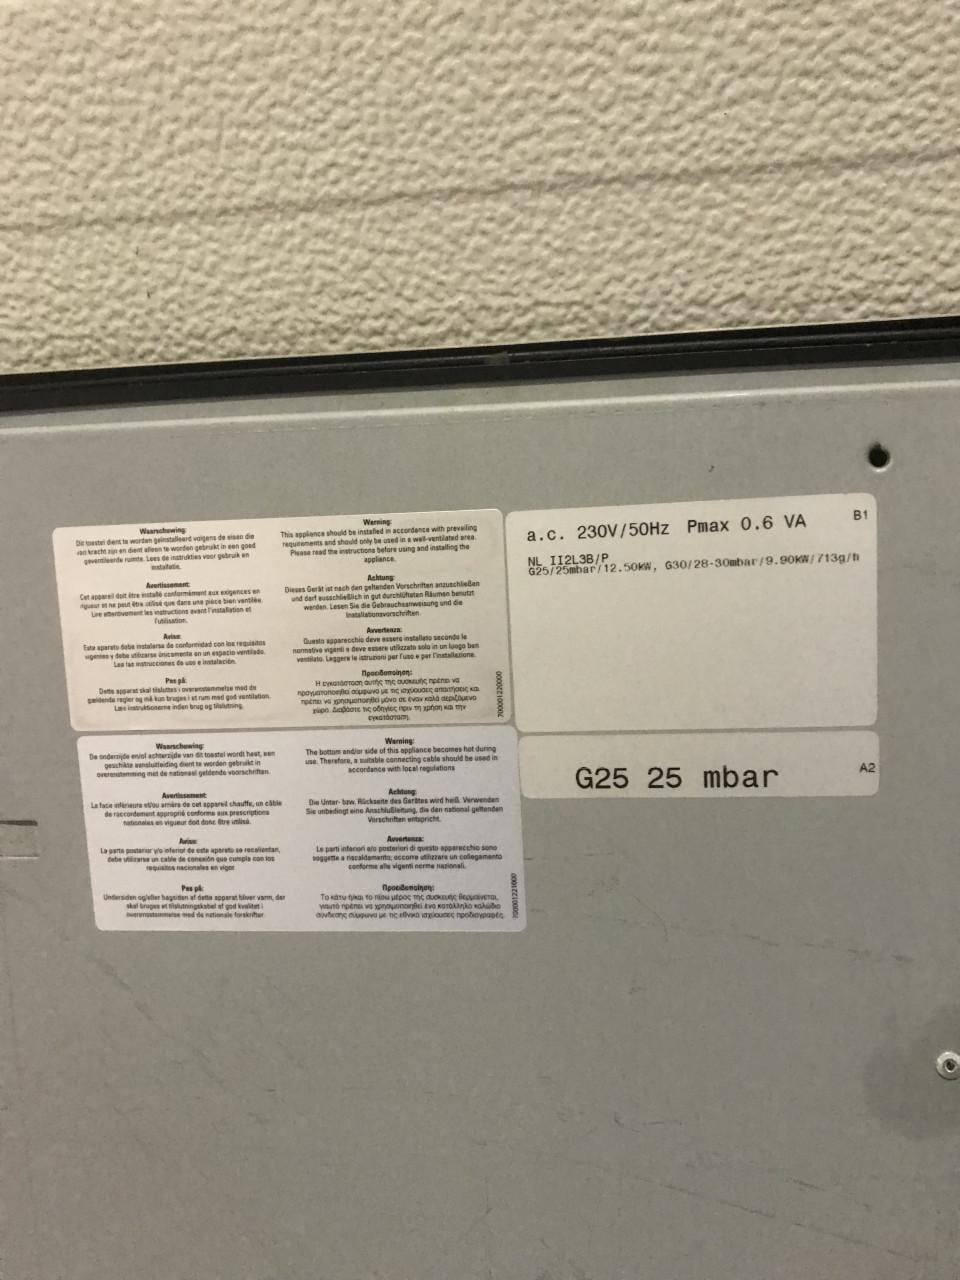 Waarschuwing:
Dit toestel dient te worden geïnstalleerd volgens de eisen die
van kracht zijn en dient alleen te worden gebruikt in een goed
geventileerde ruimte. Lees de instrukties voor gebruik en
installatie.
Avertissement:
Cet appareil doit être installé conformément aux exigences en
rigueur et ne peut être utilisé que dans une pièce bien ventilée.
Lire attentivement les instructions avant l'installation et
l'utilisation.
Aviso:
Este aparato debe instalarse de conformidad con los requisitos
vigentes y debe utilizarse únicamente en un espacio ventilado.
Lea las instrucciones de uso e instalación.
Pas på:
Dette apparat skal tilsluttes i overensstemmelse med de
gældende regler og må kun bruges i et rum med god ventilation.
Læs instruktionerne inden brug og tilslutning.
Warning:
This appliance should be installed in accordance with prevailing
requirements and should only be used in a well-ventilated area.
Please read the instructions before using and installing the
appliance.
Achtung:
Dieses Gerät ist nach den geltenden Vorschriften anzuschließen
und darf ausschließlich in gut durchlüfteten Räumen benutzt
werden. Lesen Sie die Gebrauchsanweisung und die
Installationsvorschriften
Avvertenza:
Questo apparecchio deve essere installato secondo le
normative vigenti e deve essere utilizzato solo in un luogo ben
ventilato. Leggere le istruzioni per l'uso e per l'installazione.
Προειδοποίηση:
Η εγκατάσταση αυτής της συσκευής πρέπει να
πραγματοποιηθεί σύμφωνα με τις ισχύουσες απαιτήσεις και
πρέπει να χρησιμοποιηθεί μόνο σε έναν καλά αεριζόμενο
χώρο. Διαβάστε τις οδηγίες πριν τη χρήση και την
εγκατάσταση.
700001220000
a.c. 230V/50Hz Pmax 0.6 VA
B1
NL II2L3B/P
G25/25mbar/12.50kW, G30/28-30mbar/9.90kW/713g/h
Waarschuwing:
De onderzijde en/of achterzijde van dit toestel wordt heet, een
geschikte aansluitleiding dient te worden gebruikt in
overenstemming met de nationaal geldende voorschriften.
Avertissement:
La face inférieure et/ou arrière de cet appareil chauffe, un câble
de raccordement approprié conforme aux prescriptions
nationales en vigueur doit donc être utilisé.
Aviso:
La parte posterior y/o inferior de este aparato se recalientan,
debe utilizarse un cable de conexión que cumpla con los
requisitos nacionales en vigor
Pas på:
Undersiden og/eller bagsiden af dette apparat bliver varm, der
skal bruges et tilslutningskabel af god kvalitet i
overensstemmelse med de nationale forskrifter.
Warning:
The bottom and/or side of this appliance becomes hot during
use. Therefore, a suitable connecting cable should be used in
accordance with local regulations
Achtung:
Die Unter- bzw. Rückseite des Gerätes wird heiß. Verwenden
Sie unbedingt eine Anschlußleitung, die den national geltenden
Vorschriften entspricht.
Avvertenza:
Le parti inferiori e/o posteriori di questo apparecchio sono
soggette a riscaldamento; occorre utilizzare un collegamento
conforme alle vigenti norme nazionali.
Προειδοποίηση:
Το κάτω ή/και το πίσω μέρος της συσκευής θερμαίνεται,
γιαυτό πρέπει να χρησιμοποιηθεί ένα κατάλληλο καλώδιο
σύνδεσης σύμφωνα με τις εθνικά ισχύουσες προδιαγραφές.
700001221000
G25 25 mbar
A2